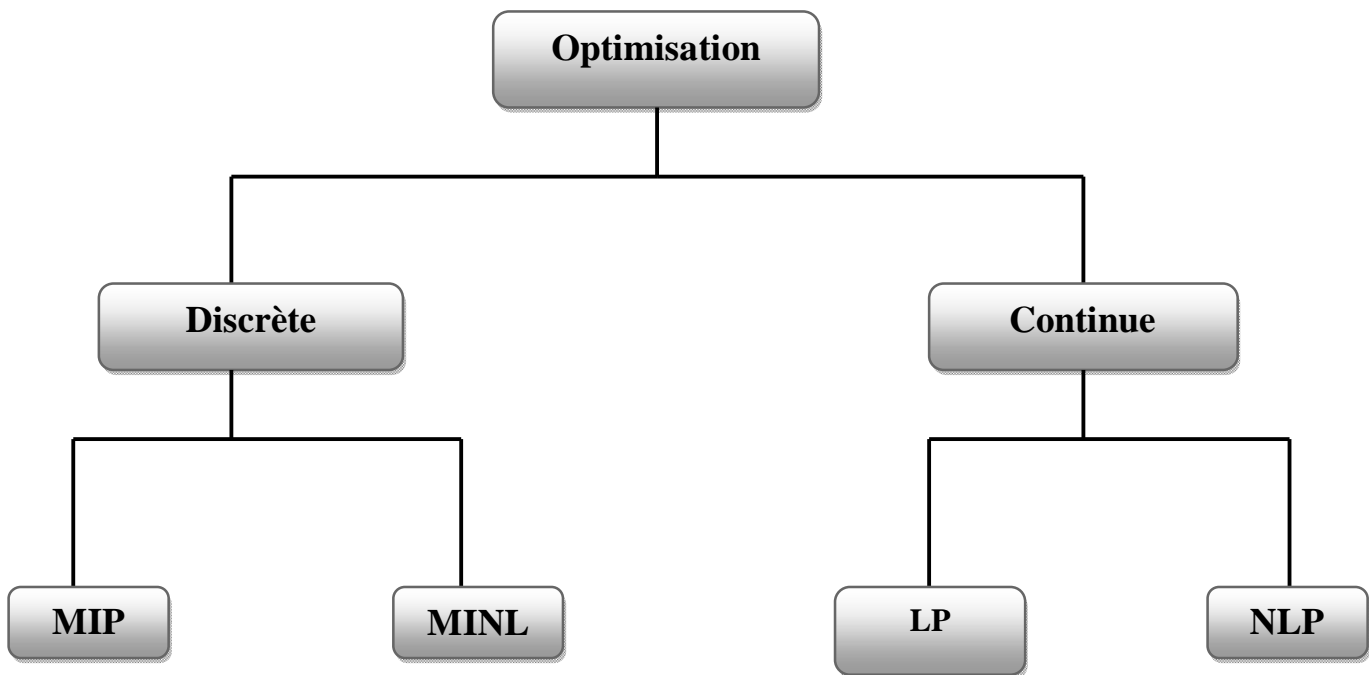 Optimisation
Discrète
Continue
MIP
MINL
LP
NLP